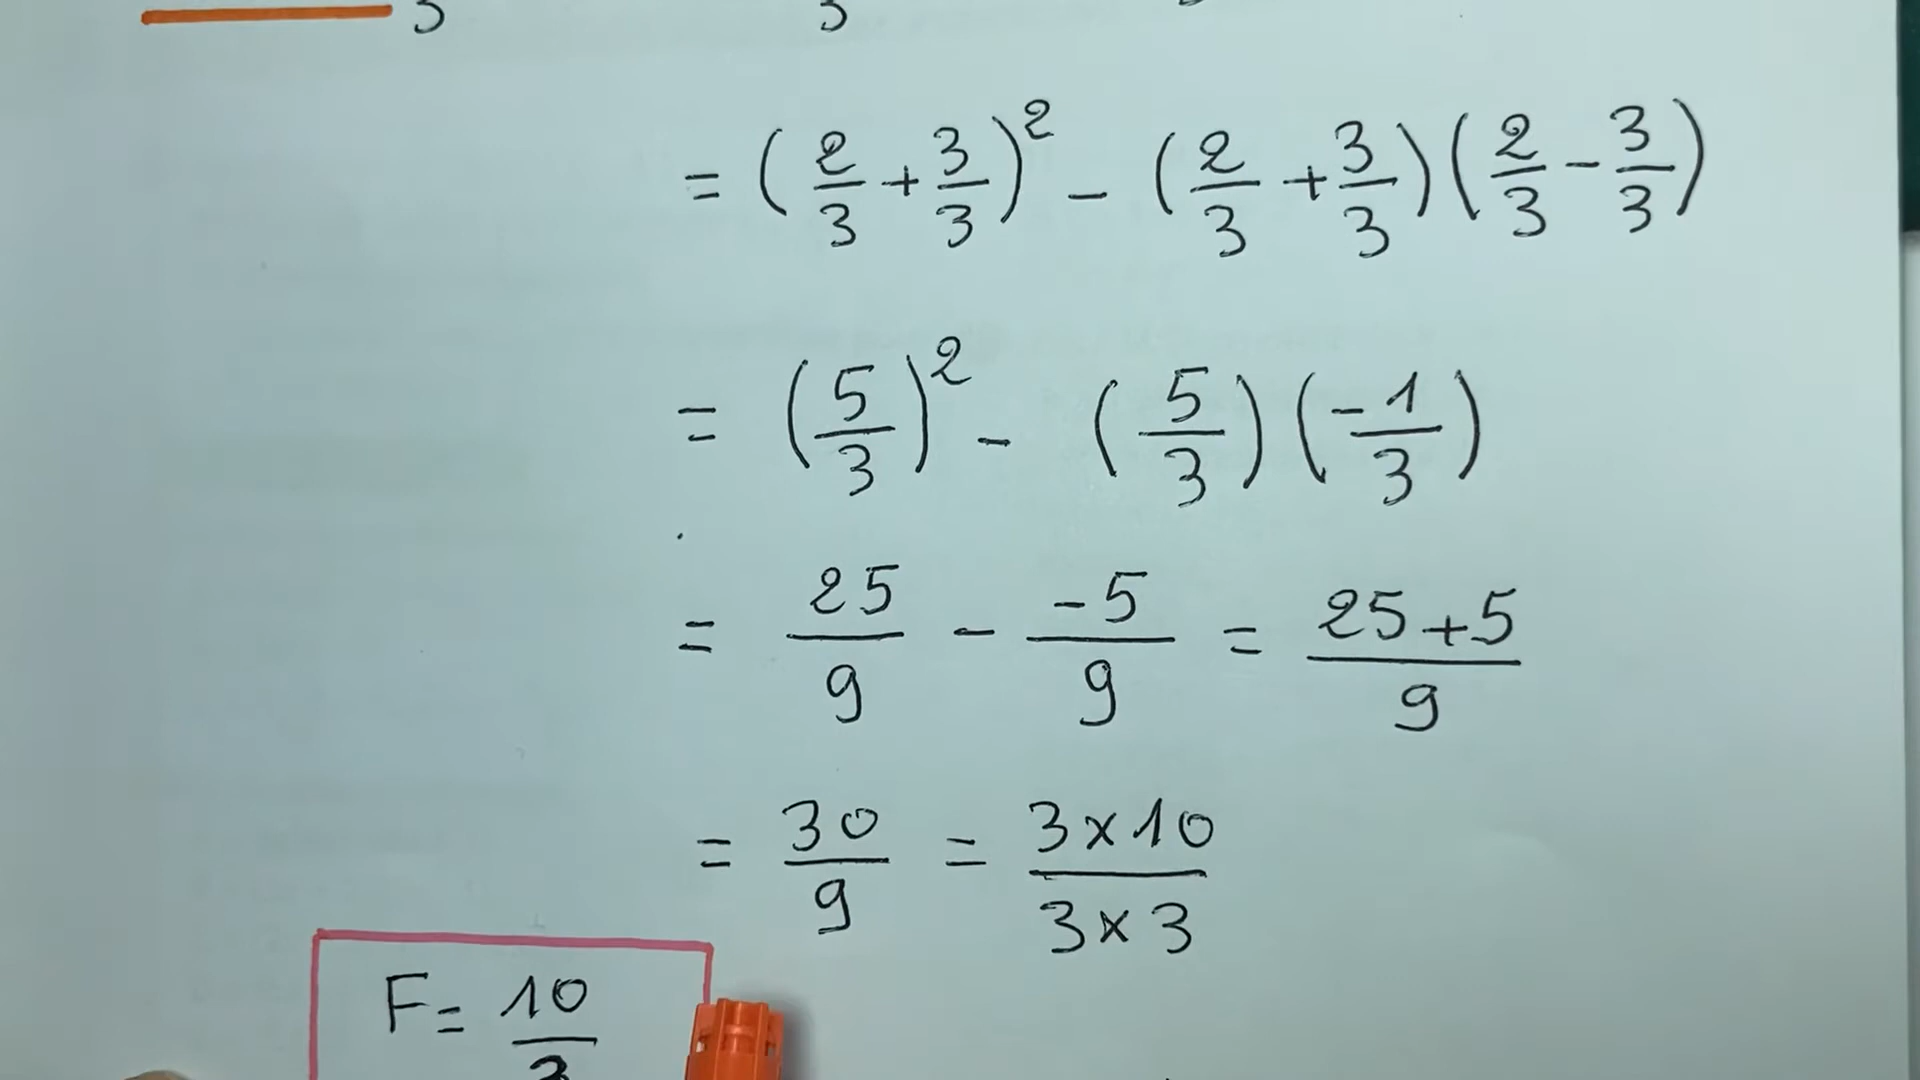 = (2/3 + 3/3)² - (2/3 + 3/3)(2/3 - 3/3)
= (5/3)² - (5/3)(-1/3)
= 25/9 - -5/9 = 25+5/9
= 30/9 = 3×10/3×3
F = 10/3